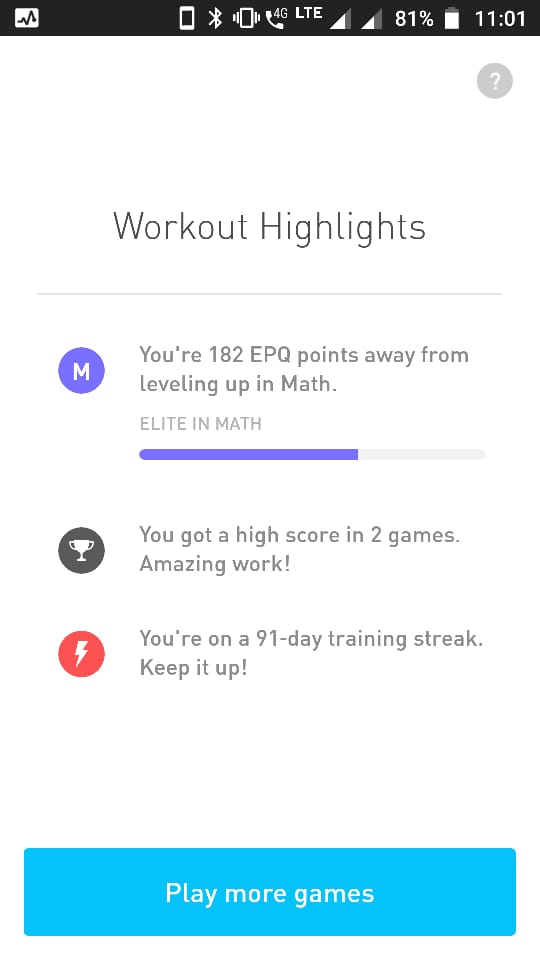 4G LTE 81% 11:01
?
Workout Highlights
M
You're 182 EPQ points away from
leveling up in Math.
ELITE IN MATH
You got a high score in 2 games.
Amazing work!
You're on a 91-day training streak.
Keep it up!
Play more games